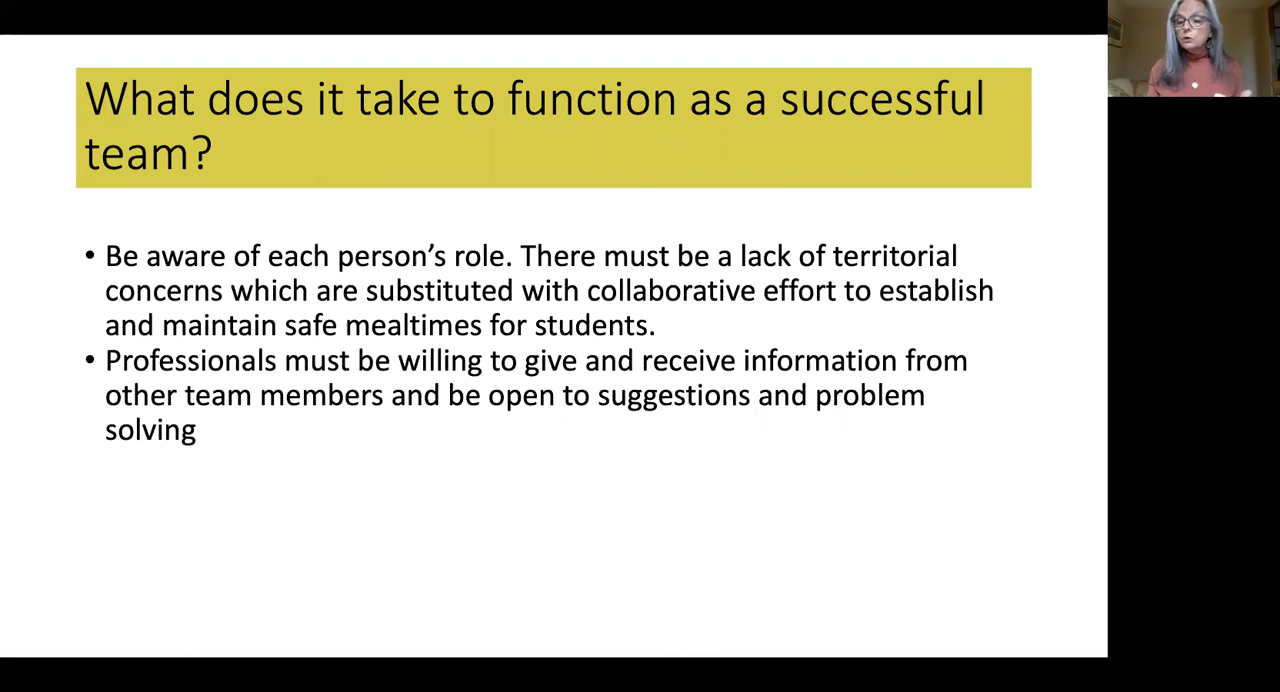 What does it take to function as a successful
team?
• Be aware of each person’s role. There must be a lack of territorial
concerns which are substituted with collaborative effort to establish
and maintain safe mealtimes for students.
• Professionals must be willing to give and receive information from
other team members and be open to suggestions and problem
solving